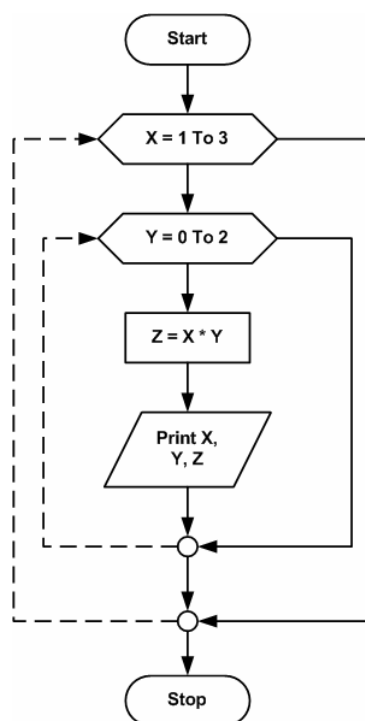 Start
X = 1 To 3
Y = 0 To 2
Z = X * Y
Print X,
Y, Z
Stop